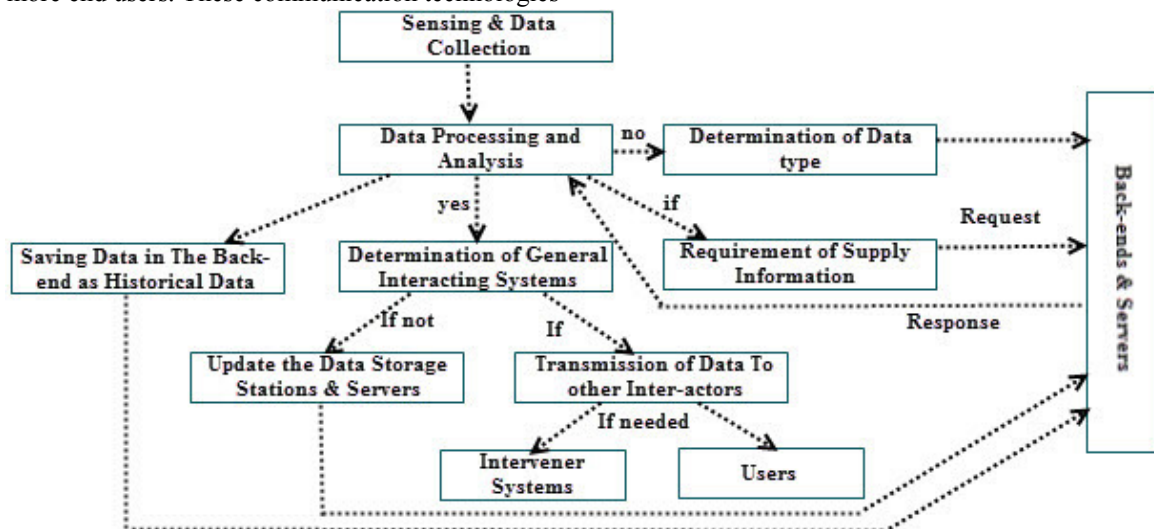 more end users. These communication technologies
Sensing & Data
Collection
Data Processing and
Analysis
no
Determination of Data
type
yes
if
Request
Saving Data in The Back-
end as Historical Data
Determination of General
Interacting Systems
Requirement of Supply
Information
Response
Back-ends & Servers
If not
If
Update the Data Storage
Stations & Servers
Transmission of Data To
other Inter-actors
If needed
Intervener
Systems
Users